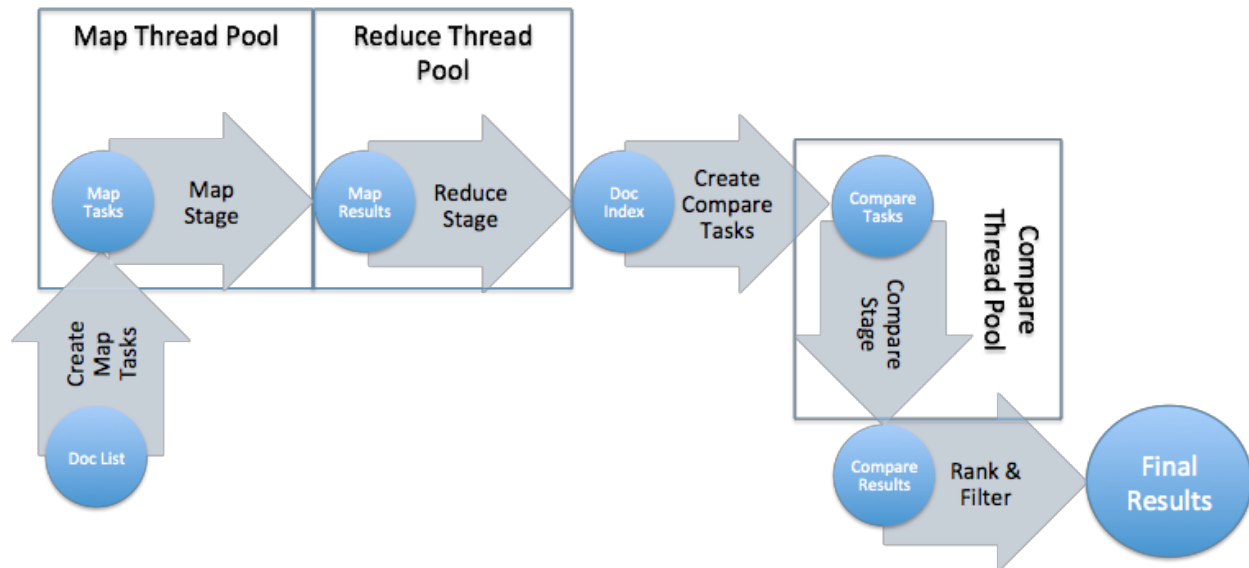 Map Thread Pool
Reduce Thread
Pool
Map
Tasks
Map
Stage
Map
Results
Reduce
Stage
Doc
Index
Create
Compare
Tasks
Compare
Tasks
Compare
Thread Pool
Compare
Stage
Create
Map
Tasks
Doc List
Compare
Results
Rank &
Filter
Final
Results